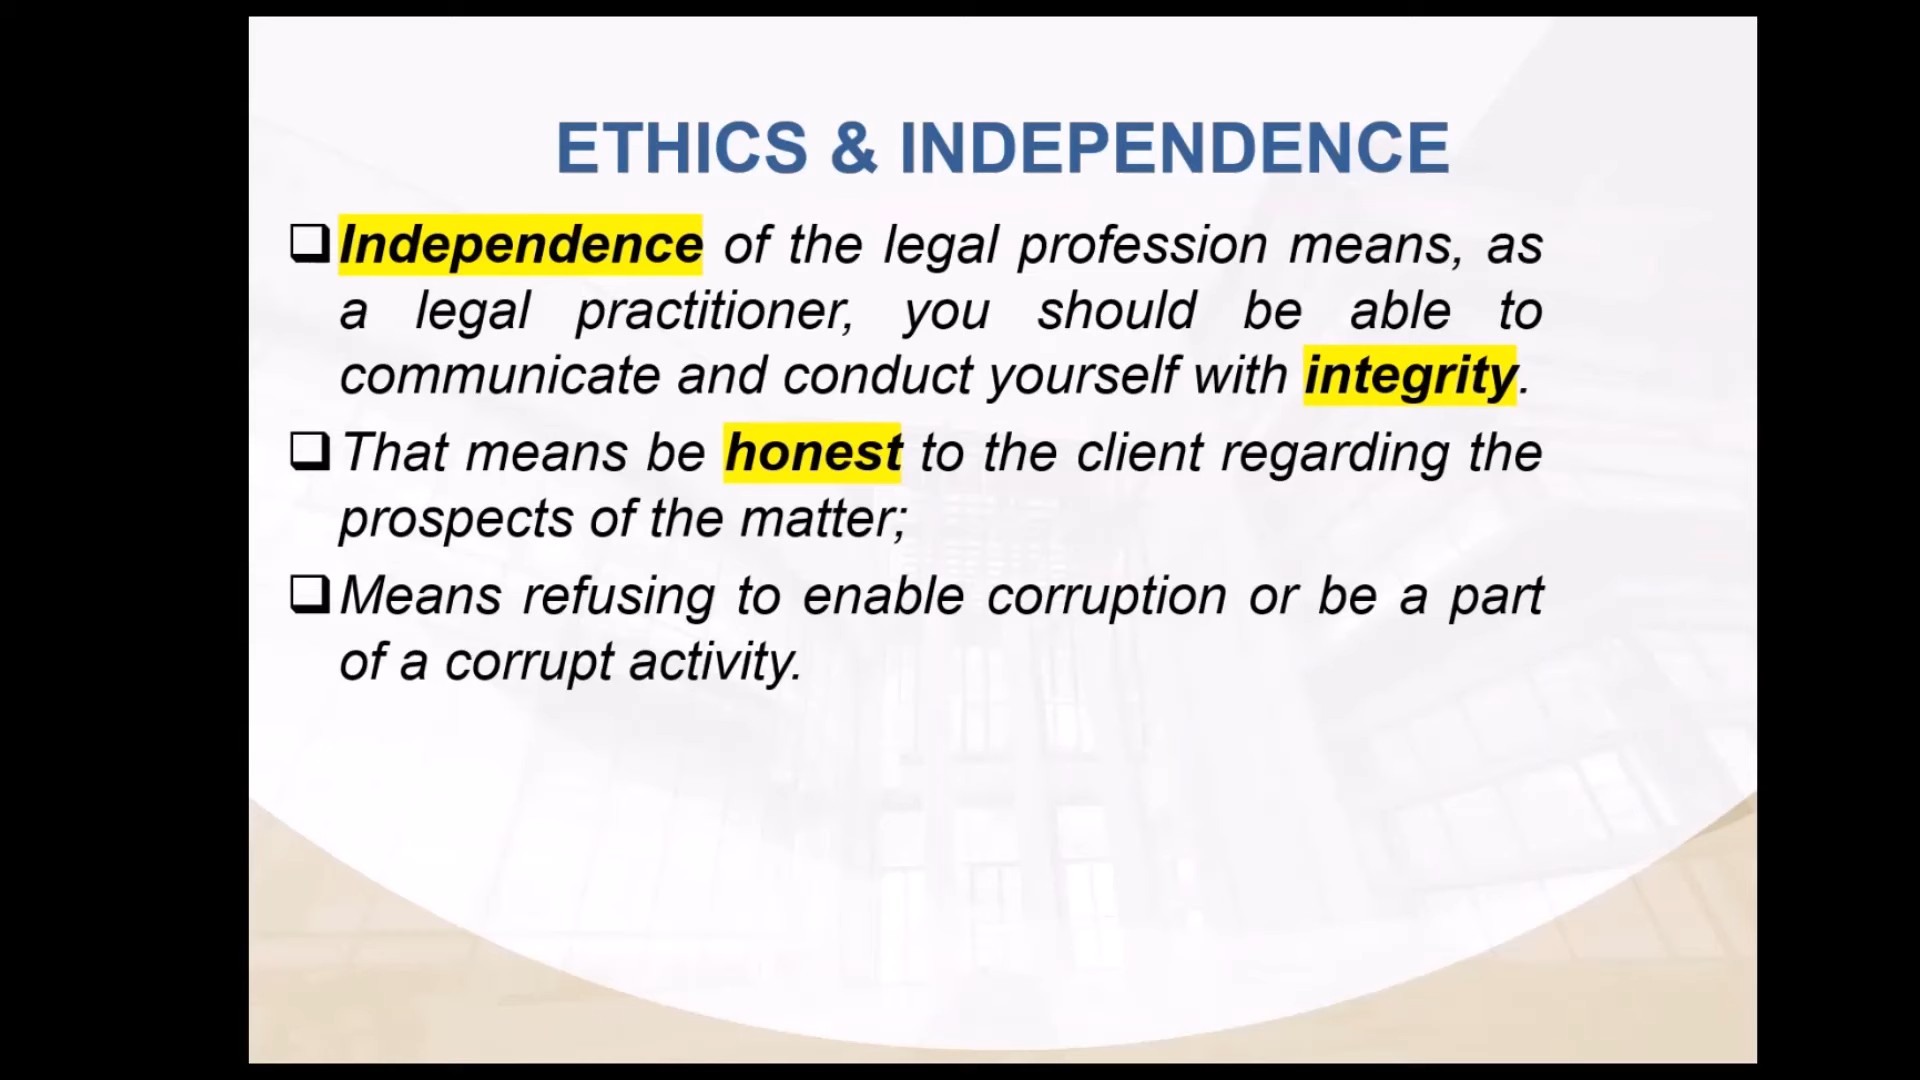 ETHICS & INDEPENDENCE
Independence of the legal profession means, as
a legal practitioner, you should be able to
communicate and conduct yourself with integrity.
That means be honest to the client regarding the
prospects of the matter;
Means refusing to enable corruption or be a part
of a corrupt activity.